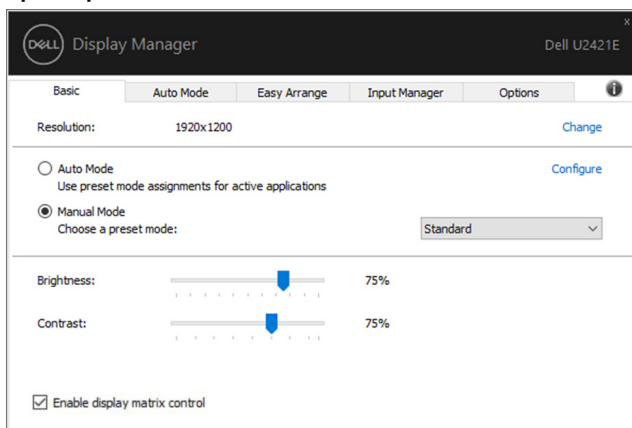 x
DELL Display Manager Dell U2421E
Basic Auto Mode Easy Arrange Input Manager Options i
Resolution: 1920x1200 Change
Auto Mode Configure
Use preset mode assignments for active applications
Manual Mode
Choose a preset mode: Standard
Brightness: 75%
Contrast: 75%
Enable display matrix control